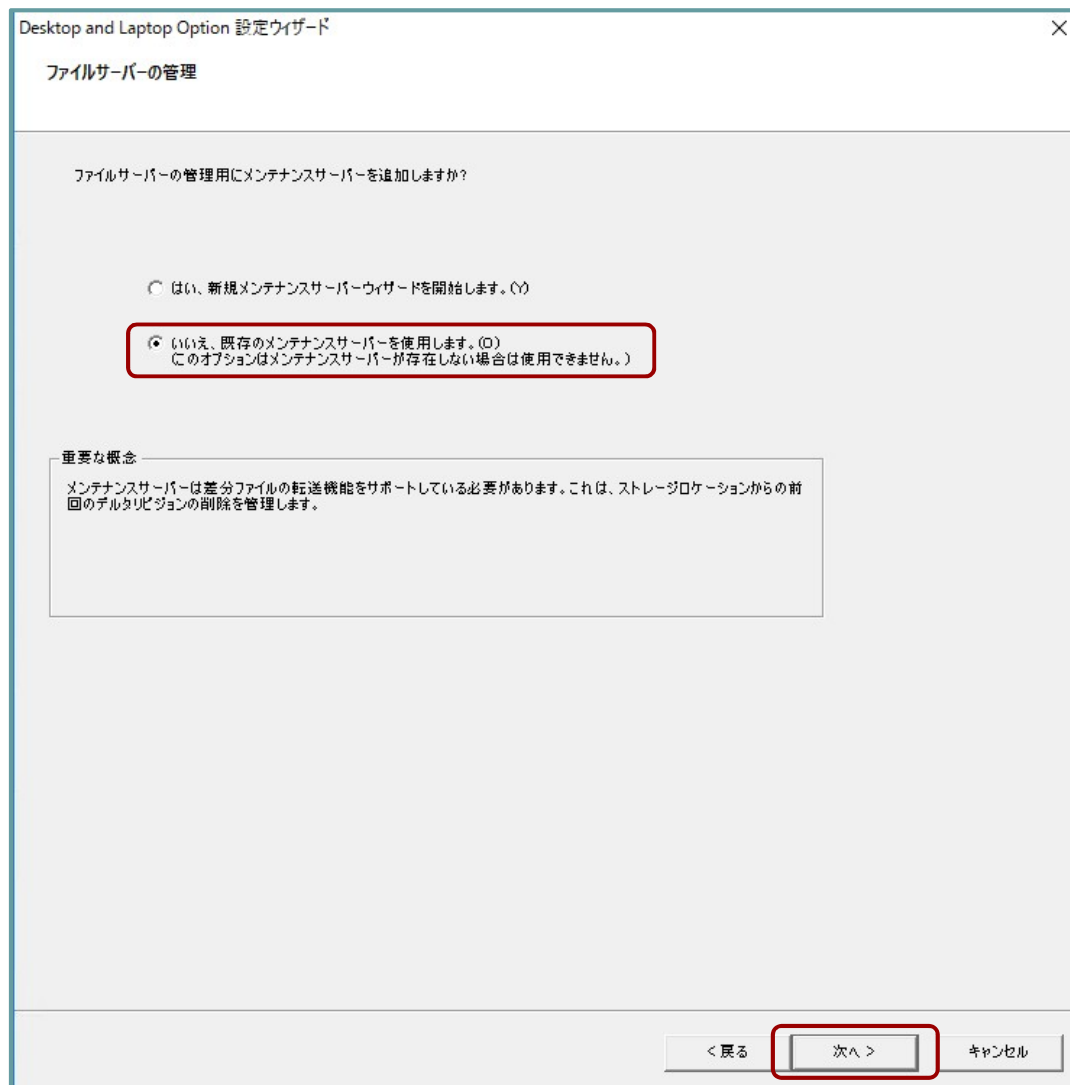 Desktop and Laptop Option 設定ウィザード
ファイルサーバーの管理
ファイルサーバーの管理用にメンテナンスサーバーを追加しますか?
はい、新規メンテナンスサーバーウィザードを開始します。(Y)
いいえ、既存のメンテナンスサーバーを使用します。(O)
(このオプションはメンテナンスサーバーが存在しない場合は使用できません。)
重要な概念
メンテナンスサーバーは差分ファイルの転送機能をサポートしている必要があります。これは、ストレージロケーションからの前
回のデルタリビジョンの削除を管理します。
< 戻る
次へ >
キャンセル